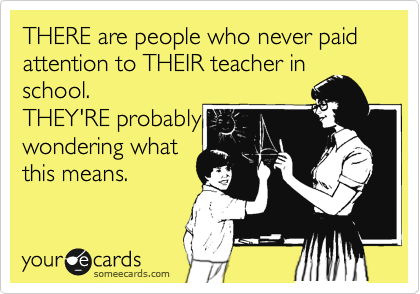 THERE are people who never paid
attention to THEIR teacher in
school.
THEY'RE probably
wondering what
this means.
your e cards
someecards.com